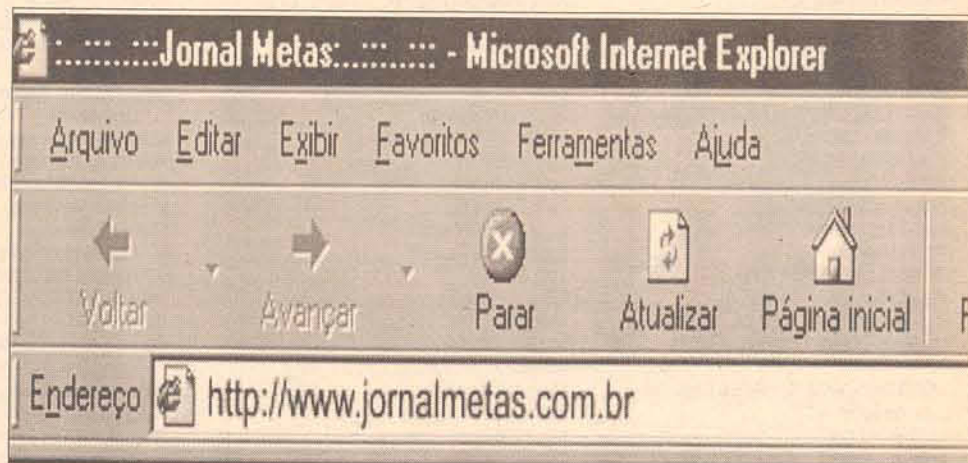 :..:::..:::Jornal Metas:..:::..::: - Microsoft Internet Explorer
Arquivo Editar Exibir Favoritos Ferramentas Ajuda
Voltar Avançar Parar Atualizar Página inicial
Endereço http://www.jornalmetas.com.br